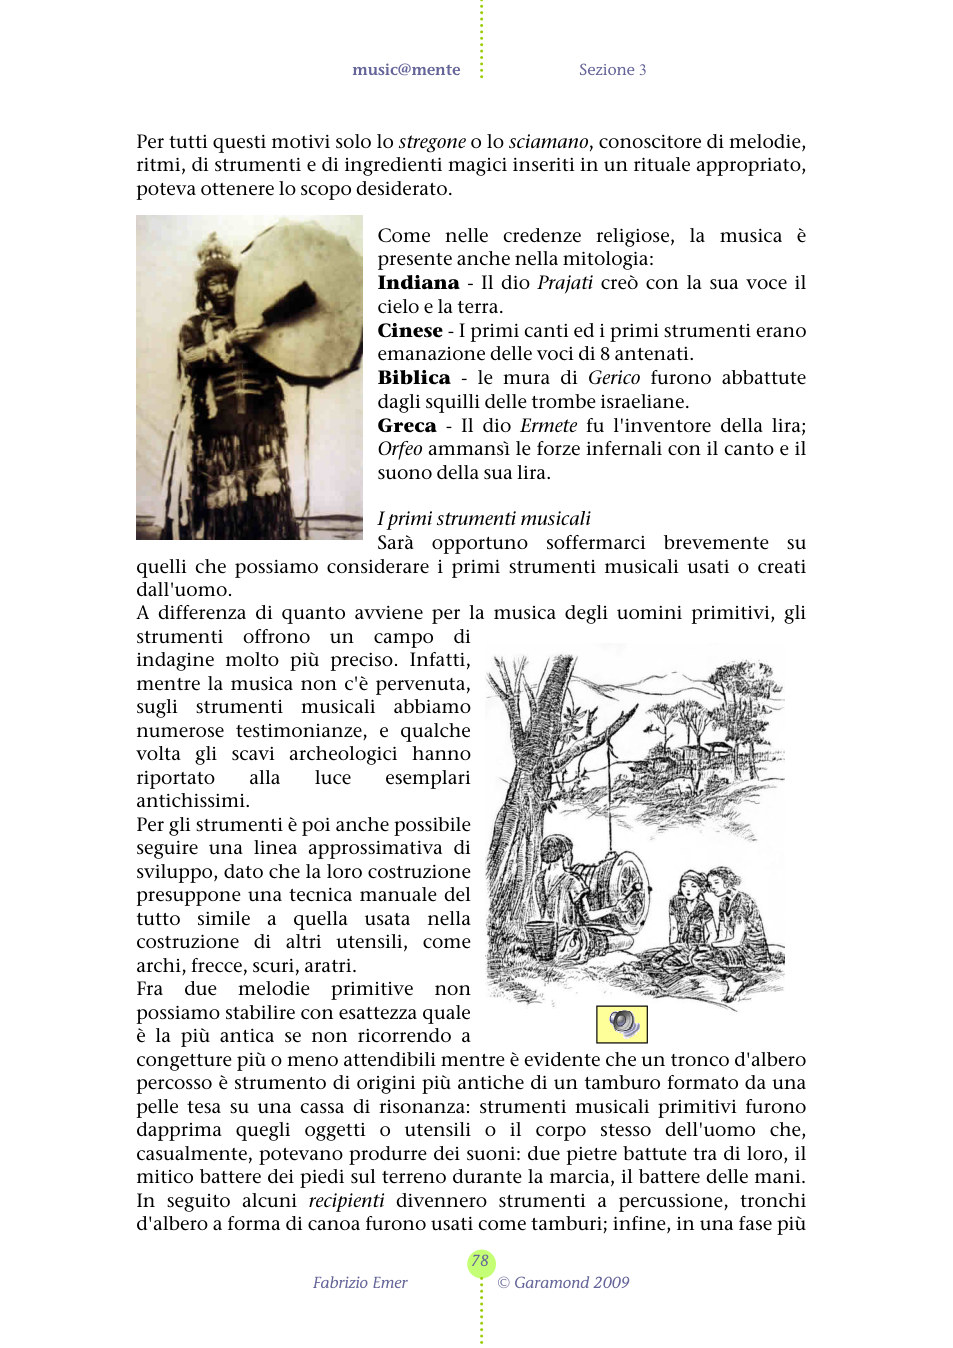 music@mente
Sezione 3
Per tutti questi motivi solo lo stregone o lo sciamano, conoscitore di melodie,
ritmi, di strumenti e di ingredienti magici inseriti in un rituale appropriato,
poteva ottenere lo scopo desiderato.
Come nelle credenze religiose, la musica è
presente anche nella mitologia:
Indiana - Il dio Prajati creò con la sua voce il
cielo e la terra.
Cinese - I primi canti ed i primi strumenti erano
emanazione delle voci di 8 antenati.
Biblica - le mura di Gerico furono abbattute
dagli squilli delle trombe israeliane.
Greca - Il dio Ermete fu l'inventore della lira;
Orfeo ammansì le forze infernali con il canto e il
suono della sua lira.
I primi strumenti musicali
Sarà opportuno soffermarci brevemente su
quelli che possiamo considerare i primi strumenti musicali usati o creati
dall'uomo.
A differenza di quanto avviene per la musica degli uomini primitivi, gli
strumenti offrono un campo di
indagine molto più preciso. Infatti,
mentre la musica non c'è pervenuta,
sugli strumenti musicali abbiamo
numerose testimonianze, e qualche
volta gli scavi archeologici hanno
riportato alla luce esemplari
antichissimi.
Per gli strumenti è poi anche possibile
seguire una linea approssimativa di
sviluppo, dato che la loro costruzione
presuppone una tecnica manuale del
tutto simile a quella usata nella
costruzione di altri utensili, come
archi, frecce, scuri, aratri.
Fra due melodie primitive non
possiamo stabilire con esattezza quale
è la più antica se non ricorrendo a
congetture più o meno attendibili mentre è evidente che un tronco d'albero
percosso è strumento di origini più antiche di un tamburo formato da una
pelle tesa su una cassa di risonanza: strumenti musicali primitivi furono
dapprima quegli oggetti o utensili o il corpo stesso dell'uomo che,
casualmente, potevano produrre dei suoni: due pietre battute tra di loro, il
mitico battere dei piedi sul terreno durante la marcia, il battere delle mani.
In seguito alcuni recipienti divennero strumenti a percussione, tronchi
d'albero a forma di canoa furono usati come tamburi; infine, in una fase più
78
Fabrizio Emer
© Garamond 2009